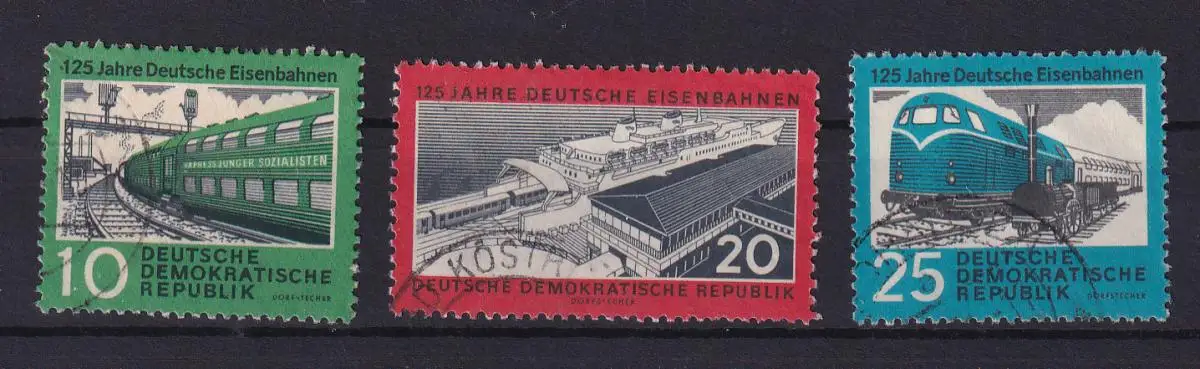 125 Jahre Deutsche Eisenbahnen
EXPRESS JUNGER SOZIALISTEN
10 DEUTSCHE
DEMOKRATISCHE
REPUBLIK
DORFSTECHER
125 JAHRE DEUTSCHE EISENBAHNEN
20
KOST
DEUTSCHE DEMOKRATISCHE REPUBLIK
DORFSTECHER
125 Jahre Deutsche Eisenbahnen
25 DEUTSCHE
DEMOKRATISCHE
REPUBLIK
DORFSTECHER